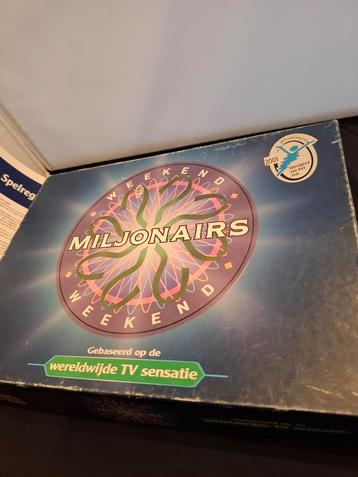 Spelreg
2001
WEEKEND
MILJONAIRS
WEEKEND
Gebaseerd op de
wereldwijde TV sensatie